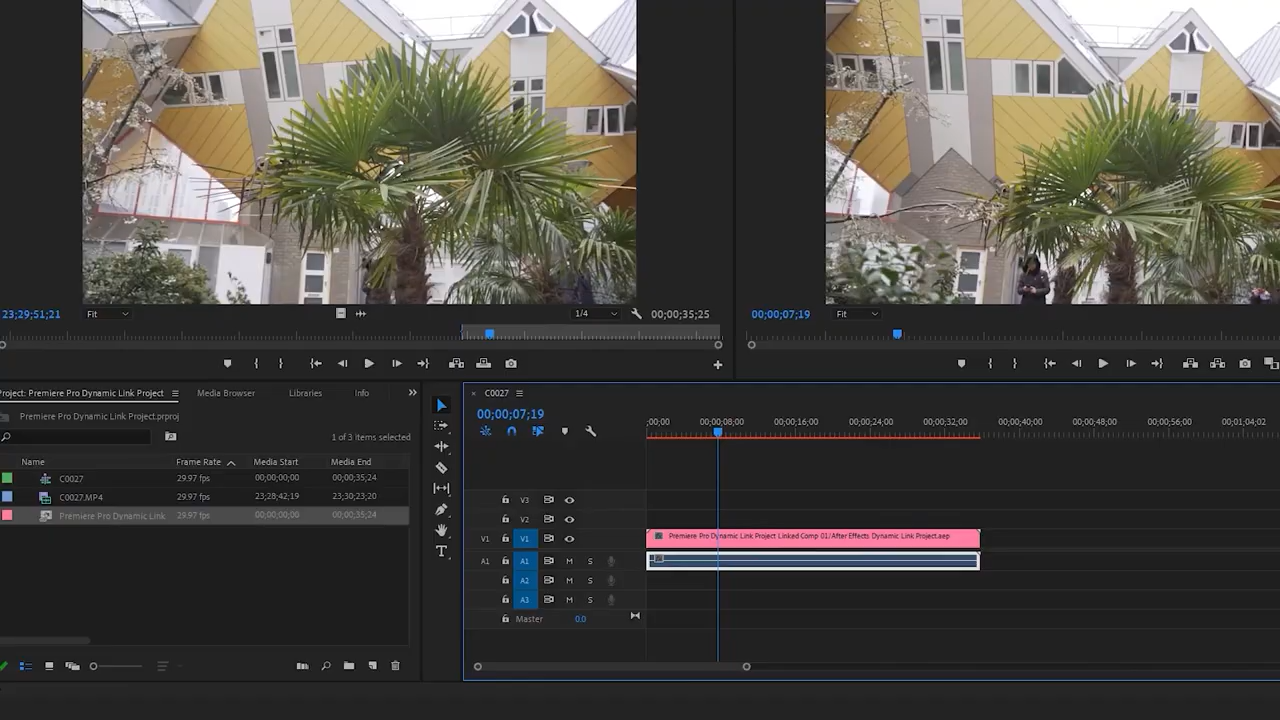 23;29;51;21
Fit
1/4
00;00;35;25
00;00;07;19
Fit
Project: Premiere Pro Dynamic Link Project
Media Browser
Libraries
Info
Premiere Pro Dynamic Link Project.prproj
1 of 3 Items selected
Name Frame Rate Media Start Media End
C0027 29.97 fps 00;00;00;00 00;00;35;24
C0027.MP4 29.97 fps 23;28;42;19 23;30;23;20
Premiere Pro Dynamic Link 29.97 fps 00;00;00;00 00;00;35;24
C0027
00;00;07;19
;00;00 00;00;08;00 00;00;16;00 00;00;24;00 00;00;32;00 00;00;40;00 00;00;48;00 00;00;56;00 00;01;04;02
V3
V2
V1 V1 Premiere Pro Dynamic Link Project Linked Comp 01/After Effects Dynamic Link Project.aep
A1 A1 M S
A2 M S
A3 M S
Master 0.0